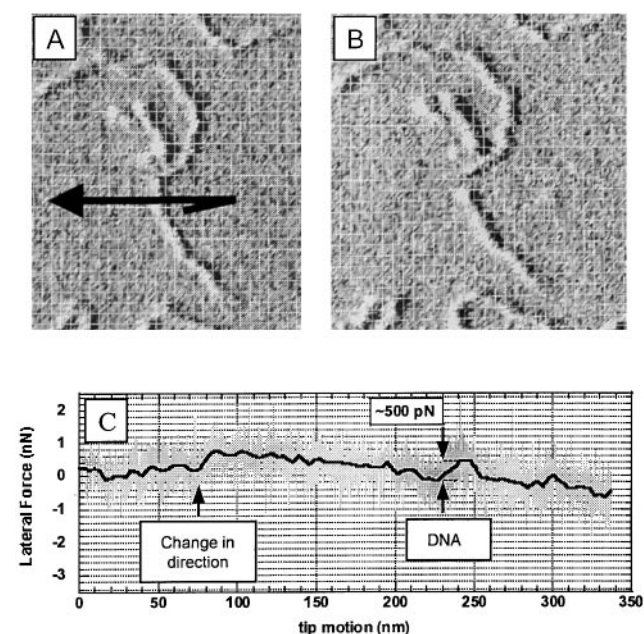 A
B
C
Lateral Force (nN)
2
1
0
-1
-2
-3
~500 pN
Change in
direction
DNA
0 50 100 150 200 250 300 350
tip motion (nm)